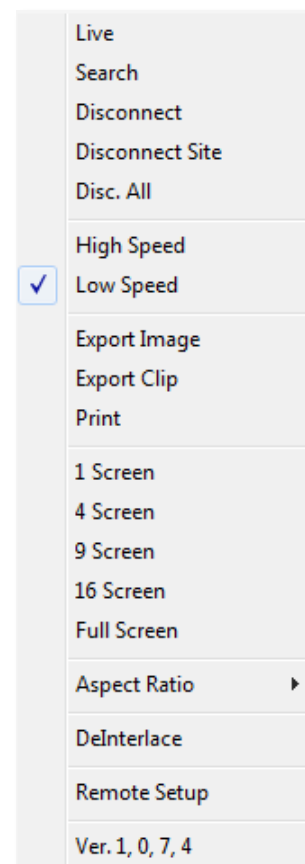 Live
Search
Disconnect
Disconnect Site
Disc. All
High Speed
Low Speed
Export Image
Export Clip
Print
1 Screen
4 Screen
9 Screen
16 Screen
Full Screen
Aspect Ratio
DeInterlace
Remote Setup
Ver. 1, 0, 7, 4